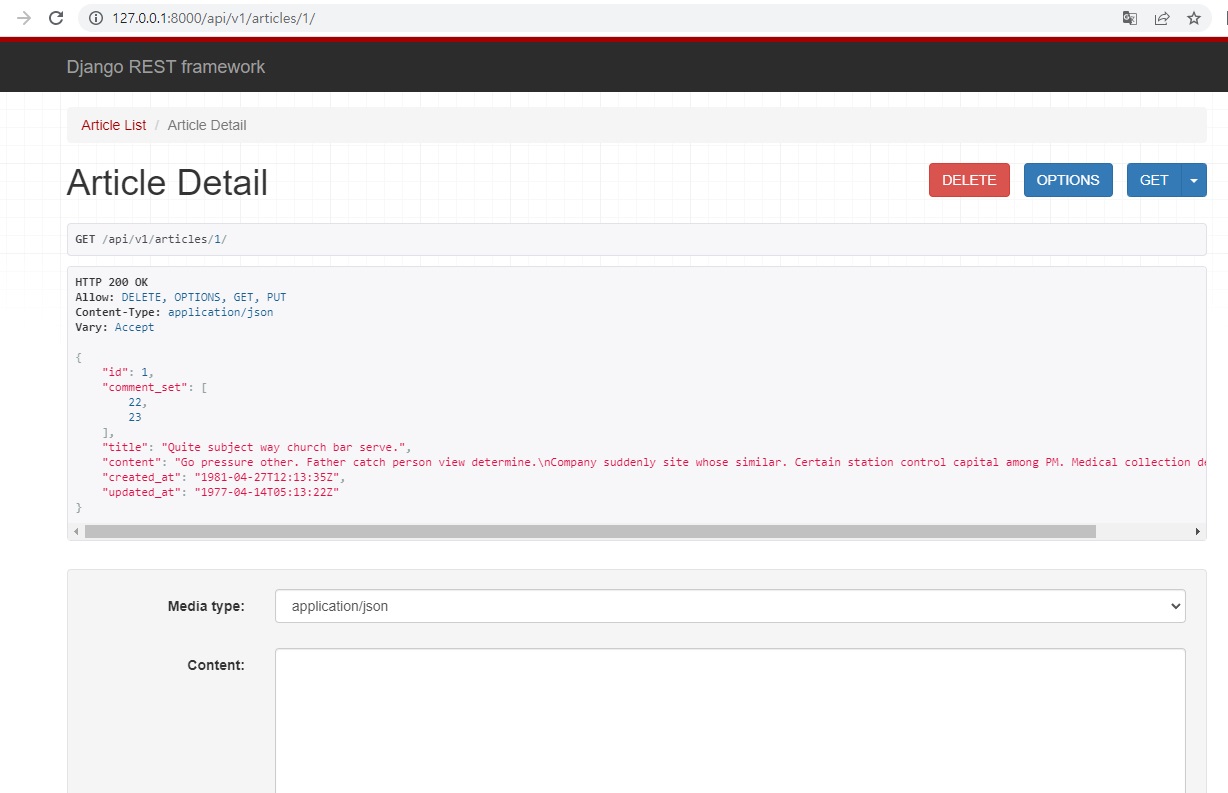 127.0.0.1:8000/api/v1/articles/1/
Django REST framework
Article List / Article Detail
Article Detail
DELETE OPTIONS GET
GET /api/v1/articles/1/
HTTP 200 OK
Allow: DELETE, OPTIONS, GET, PUT
Content-Type: application/json
Vary: Accept
{
"id": 1,
"comment_set": [
22,
23
],
"title": "Quite subject way church bar serve.",
"content": "Go pressure other. Father catch person view determine.\nCompany suddenly site whose similar. Certain station control capital among PM. Medical collection
"created_at": "1981-04-27T12:13:35Z",
"updated_at": "1977-04-14T05:13:22Z"
}
Media type: application/json
Content: